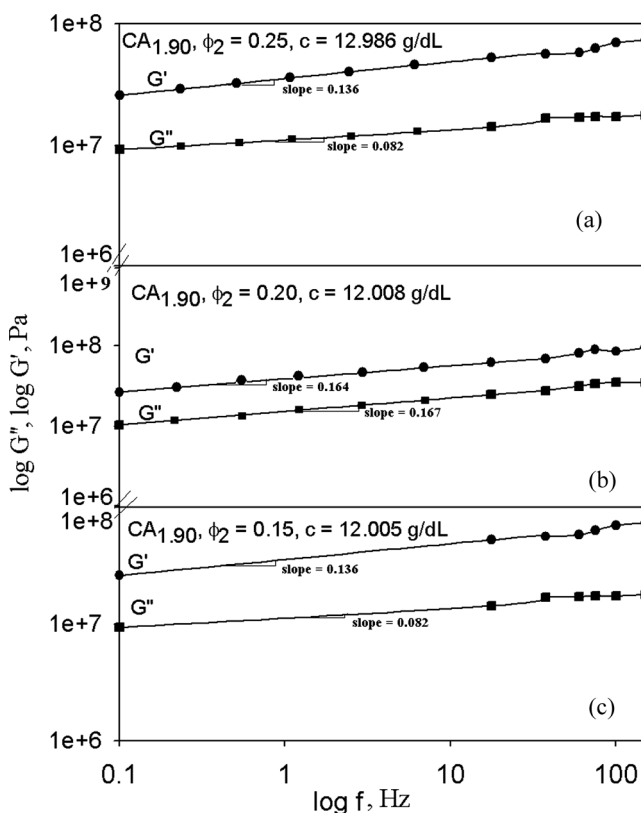 1e+8
CA1.90, ϕ2 = 0.25, c = 12.986 g/dL
G'
slope = 0.136
G"
1e+7
slope = 0.082
(a)
1e+6
1e+9
CA1.90, ϕ2 = 0.20, c = 12.008 g/dL
G'
1e+8
slope = 0.164
G"
1e+7
slope = 0.167
(b)
1e+6
1e+8
CA1.90, ϕ2 = 0.15, c = 12.005 g/dL
G'
slope = 0.136
G"
1e+7
slope = 0.082
(c)
1e+6
log G", log G', Pa
0.1 1 10 100
log f, Hz